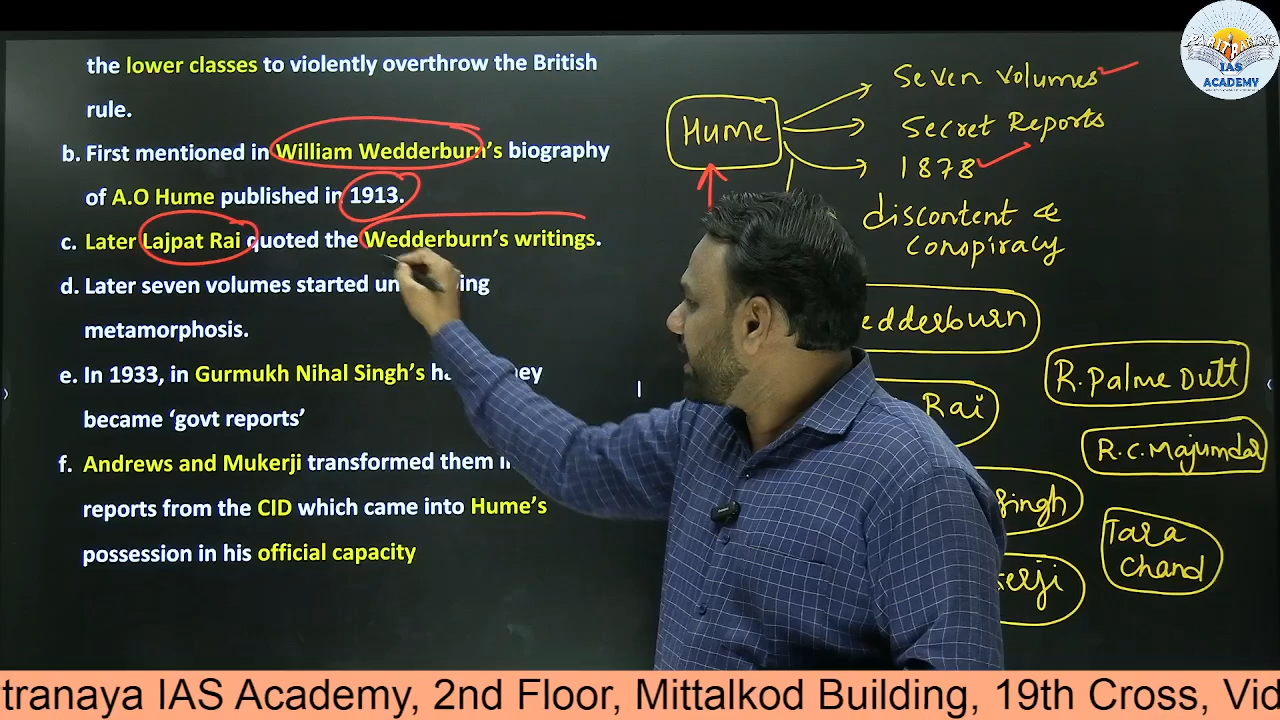 the lower classes to violently overthrow the British
rule.
b. First mentioned in William Wedderburn's biography
of A.O Hume published in 1913.
c. Later Lajpat Rai quoted the Wedderburn's writings.
d. Later seven volumes started
metamorphosis.
e. In 1933, in Gurmukh Nihal Singh's
became 'govt reports'
f. Andrews and Mukerji transformed them
reports from the CID which came into Hume's
possession in his official capacity
Hume
Seven volumes
Secret Reports
1878
discontent &
conspiracy
edderburn
Rai
Singh
kerji
R. Palme Dutt
R.C. Majumdar
Tara
Chand
IAS
ACADEMY
tranaya IAS Academy, 2nd Floor, Mittalkod Building, 19th Cross, Vid